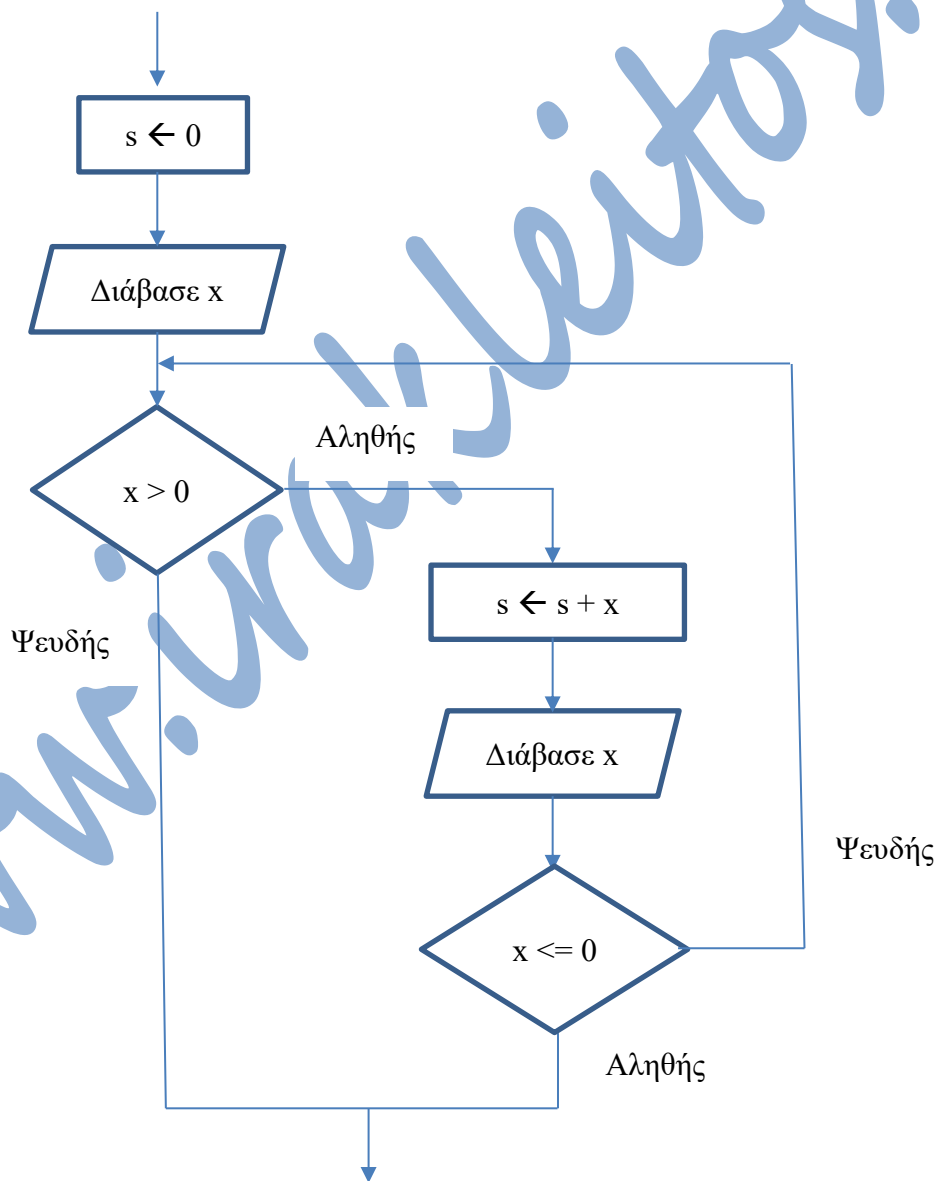 s ← 0
Διάβασε x
Αληθής
x > 0
s ← s + x
Ψευδής
Διάβασε x
Ψευδής
x <= 0
Αληθής